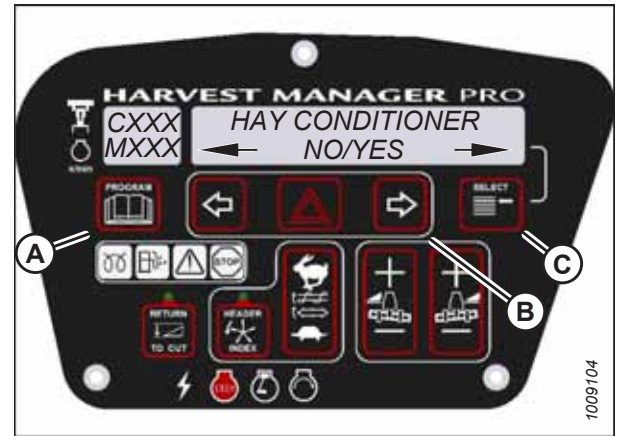 HARVEST MANAGER PRO
CXXX
HAY CONDITIONER
MXXX
NO/YES
n/min
PROGRAM
SELECT
A
C
B
STOP
RETURN
TO CUT
HEADER
INDEX
STOP
1009104